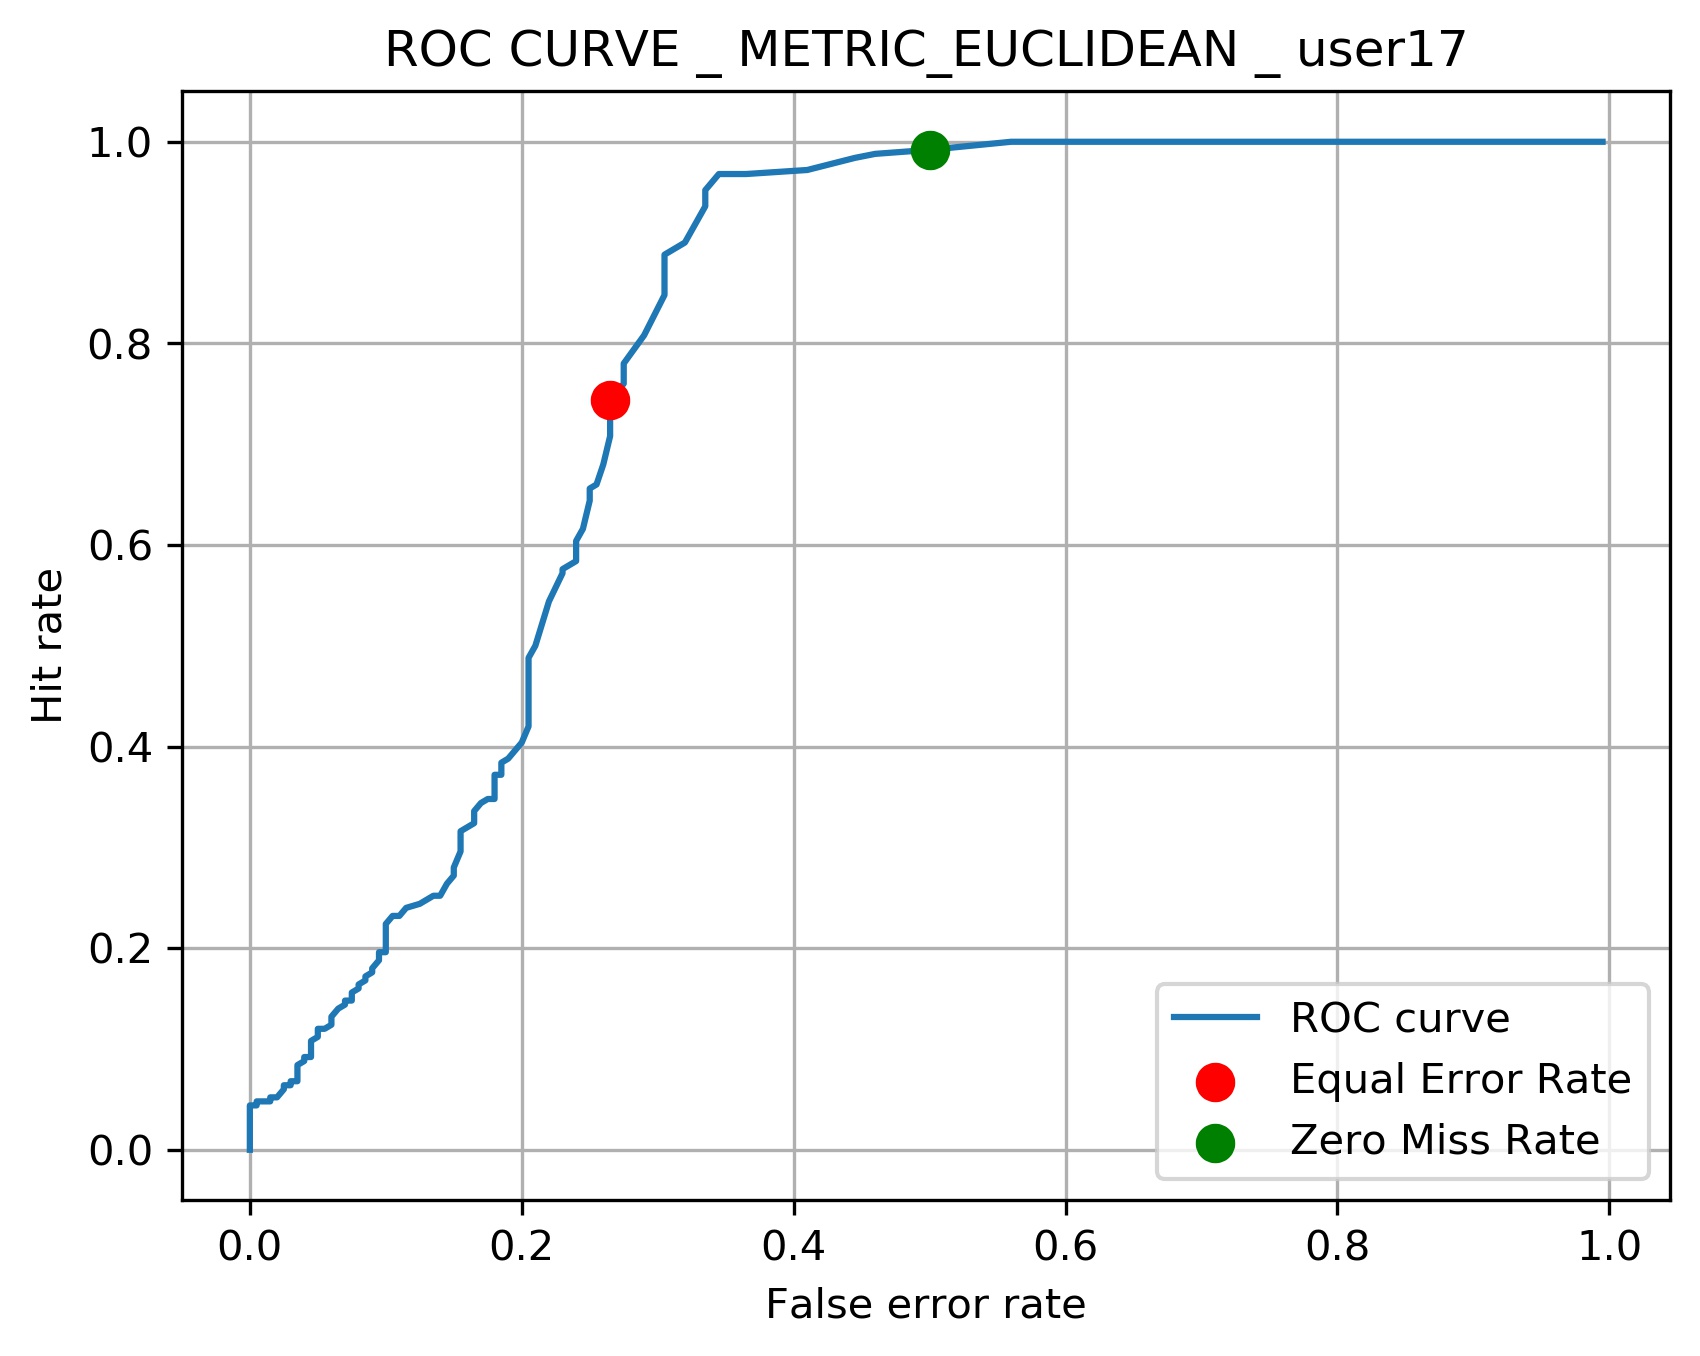 ROC CURVE _ METRIC_EUCLIDEAN _ user17
1.0
0.8
0.6
0.4
0.2
0.0
Hit rate
ROC curve
Equal Error Rate
Zero Miss Rate
0.0 0.2 0.4 0.6 0.8 1.0
False error rate